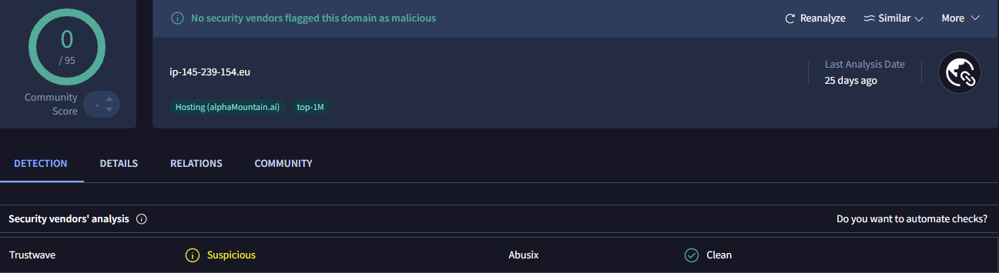 No security vendors flagged this domain as malicious
Reanalyze Similar More
0
/ 95
Community
Score
-
ip-145-239-154.eu
Last Analysis Date
25 days ago
Hosting (alphaMountain.ai) top-1M
DETECTION DETAILS RELATIONS COMMUNITY
Security vendors' analysis Do you want to automate checks?
Trustwave Suspicious Abusix Clean